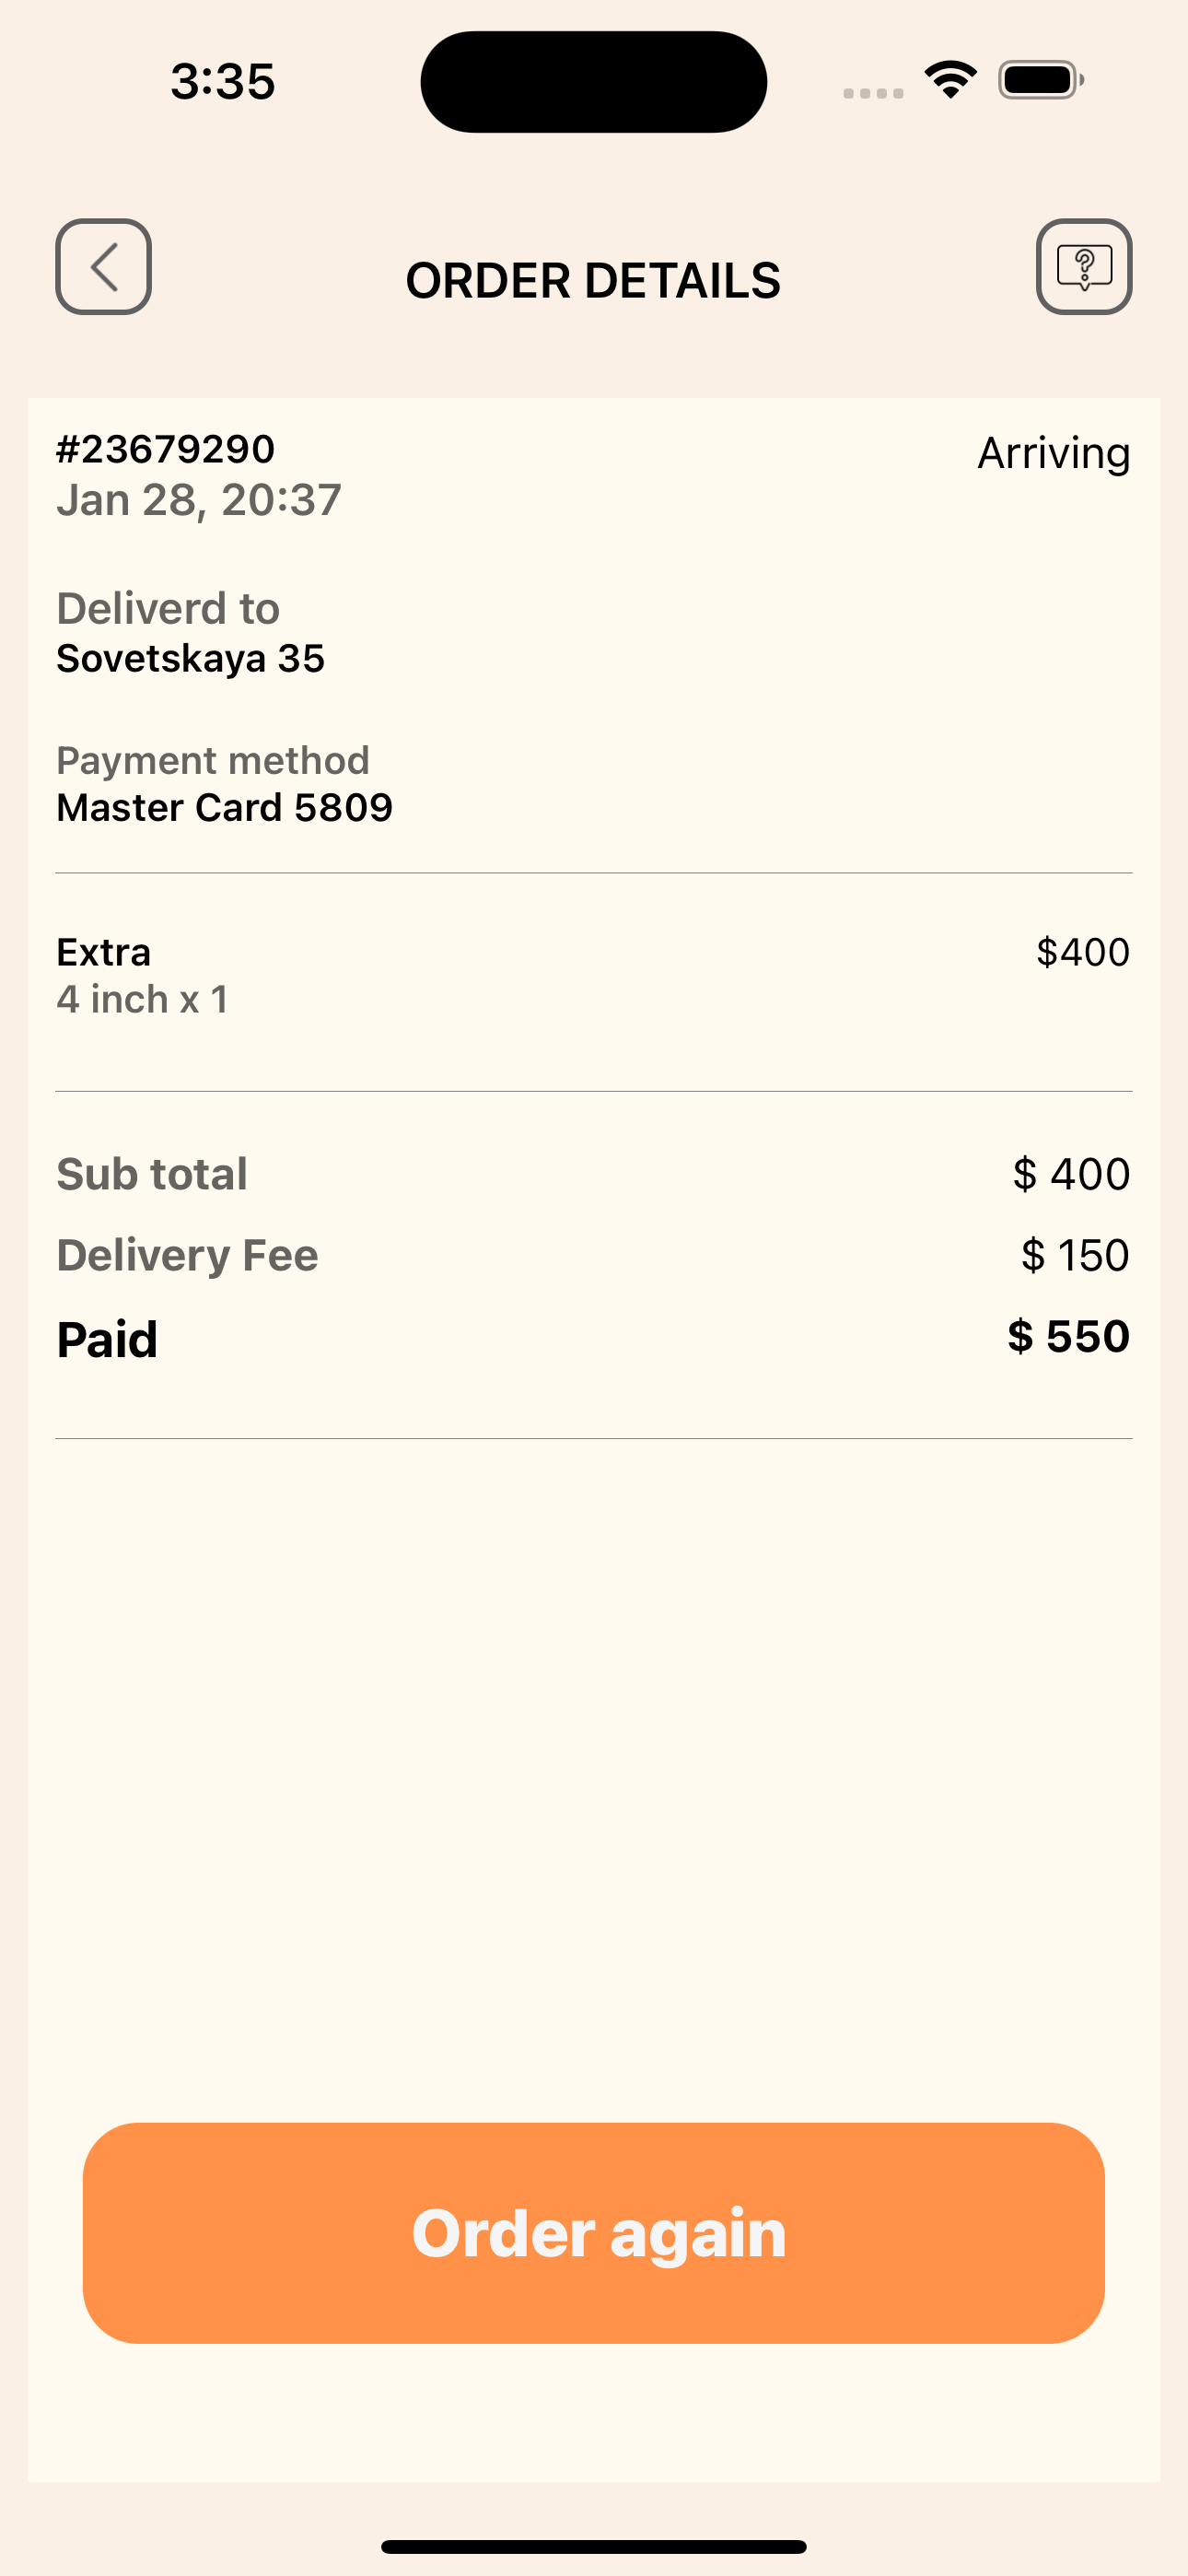 3:35
ORDER DETAILS
?
#23679290
Arriving
Jan 28, 20:37
Deliverd to
Sovetskaya 35
Payment method
Master Card 5809
Extra
$400
4 inch x 1
Sub total
$ 400
Delivery Fee
$ 150
Paid
$ 550
Order again